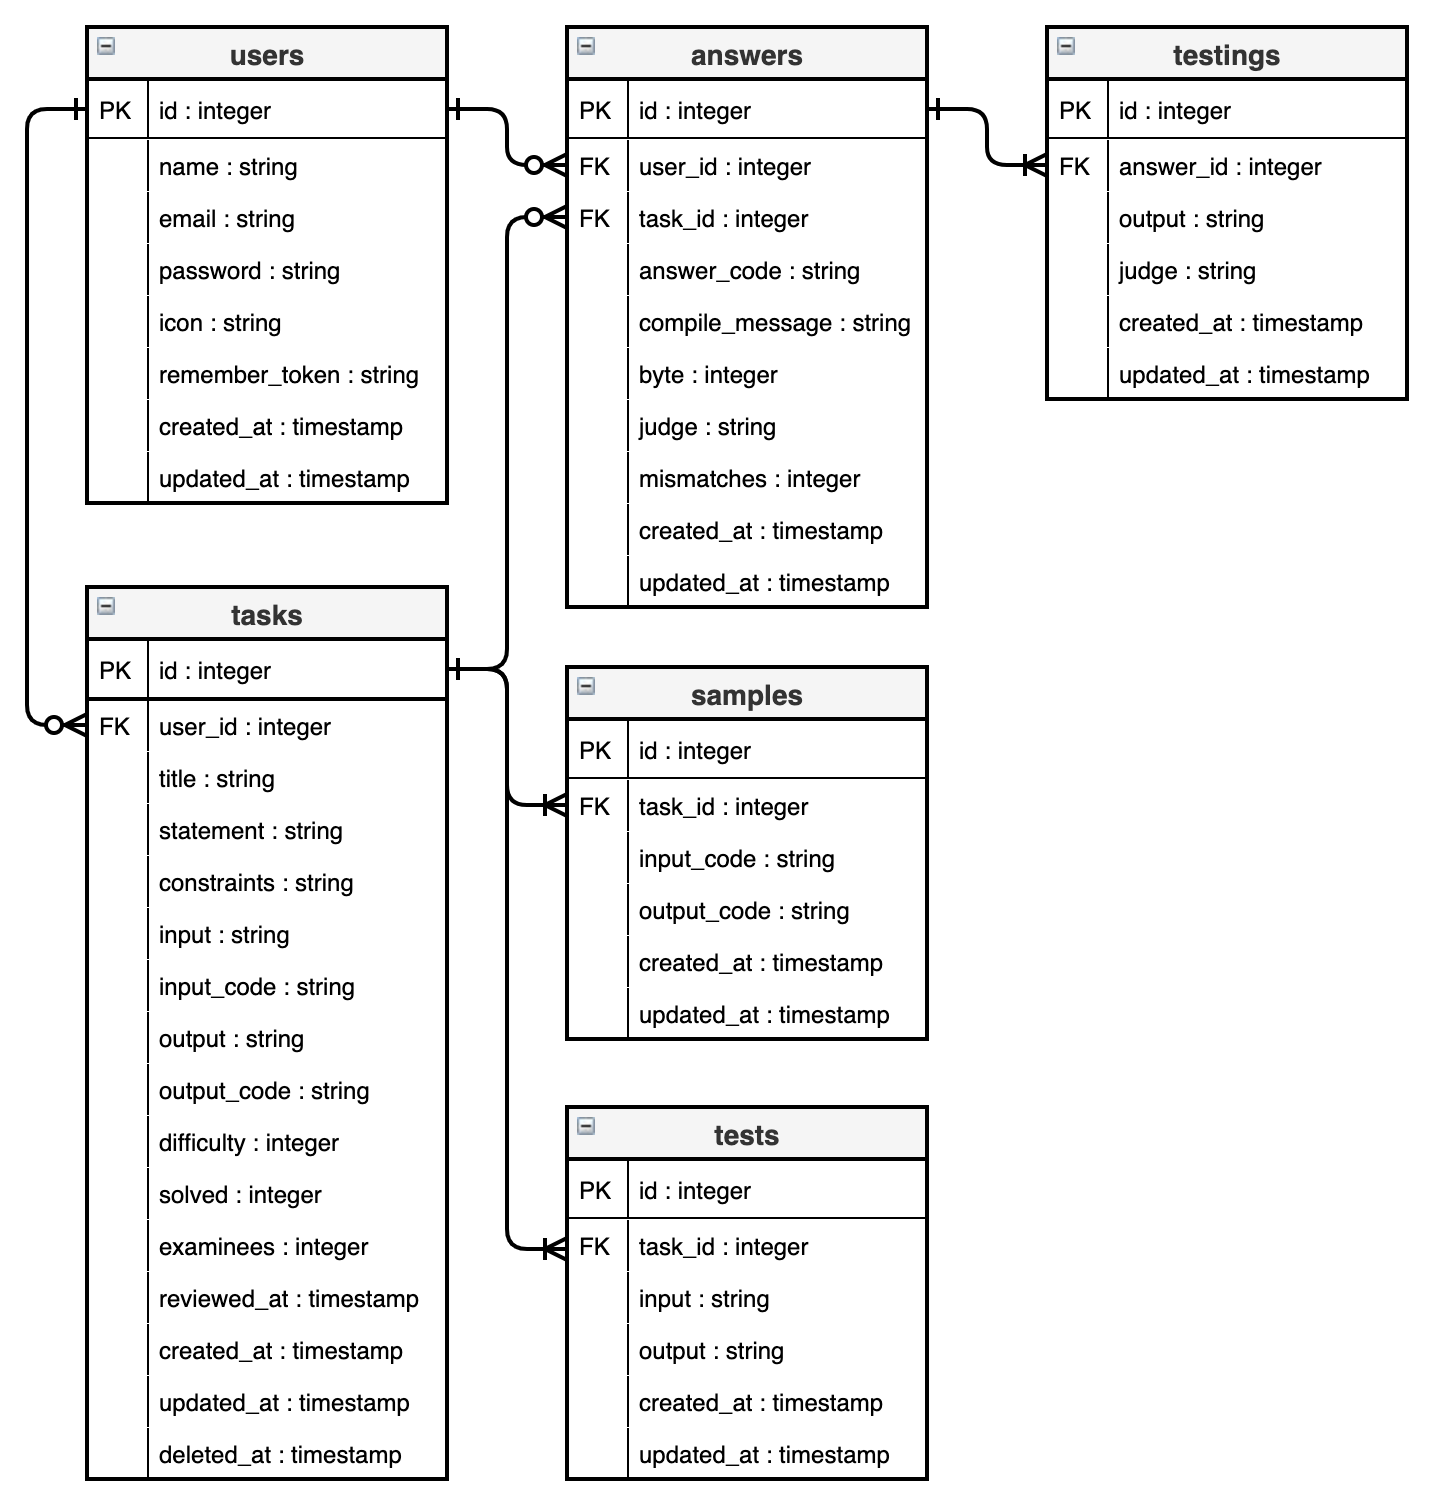 users
PK id : integer
name : string
email : string
password : string
icon : string
remember_token : string
created_at : timestamp
updated_at : timestamp
answers
PK id : integer
FK user_id : integer
FK task_id : integer
answer_code : string
compile_message : string
byte : integer
judge : string
mismatches : integer
created_at : timestamp
updated_at : timestamp
testings
PK id : integer
FK answer_id : integer
output : string
judge : string
created_at : timestamp
updated_at : timestamp
tasks
PK id : integer
FK user_id : integer
title : string
statement : string
constraints : string
input : string
input_code : string
output : string
output_code : string
difficulty : integer
solved : integer
examinees : integer
reviewed_at : timestamp
created_at : timestamp
updated_at : timestamp
deleted_at : timestamp
samples
PK id : integer
FK task_id : integer
input_code : string
output_code : string
created_at : timestamp
updated_at : timestamp
tests
PK id : integer
FK task_id : integer
input : string
output : string
created_at : timestamp
updated_at : timestamp